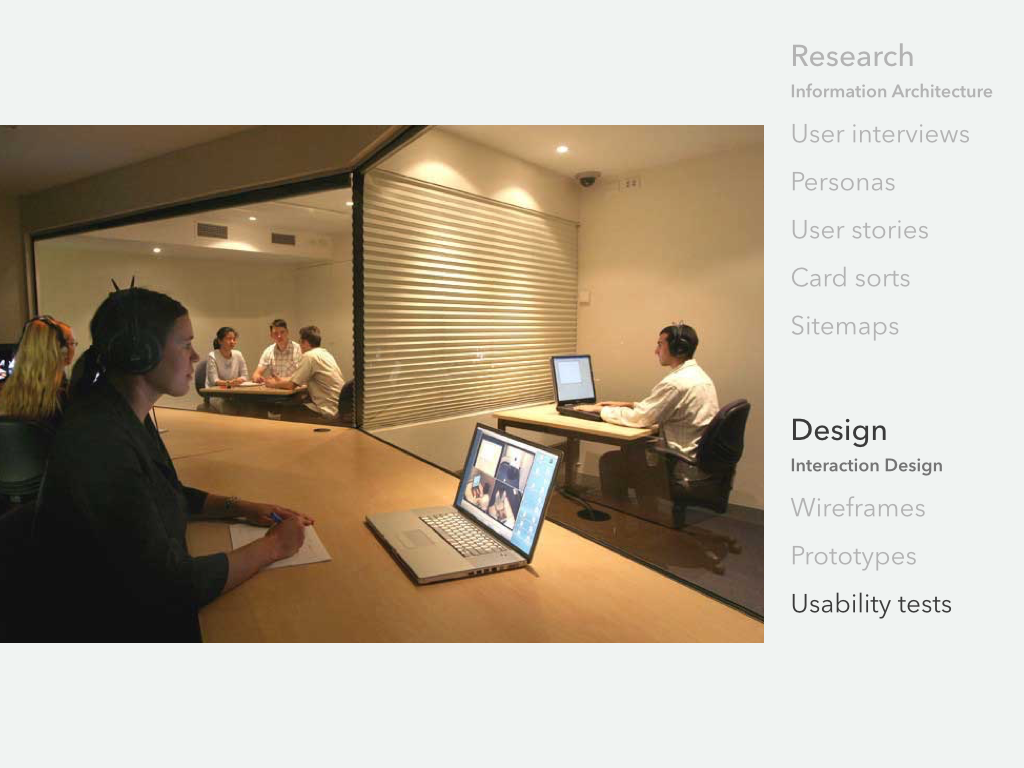 Research
Information Architecture
User interviews
Personas
User stories
Card sorts
Sitemaps
Design
Interaction Design
Wireframes
Prototypes
Usability tests